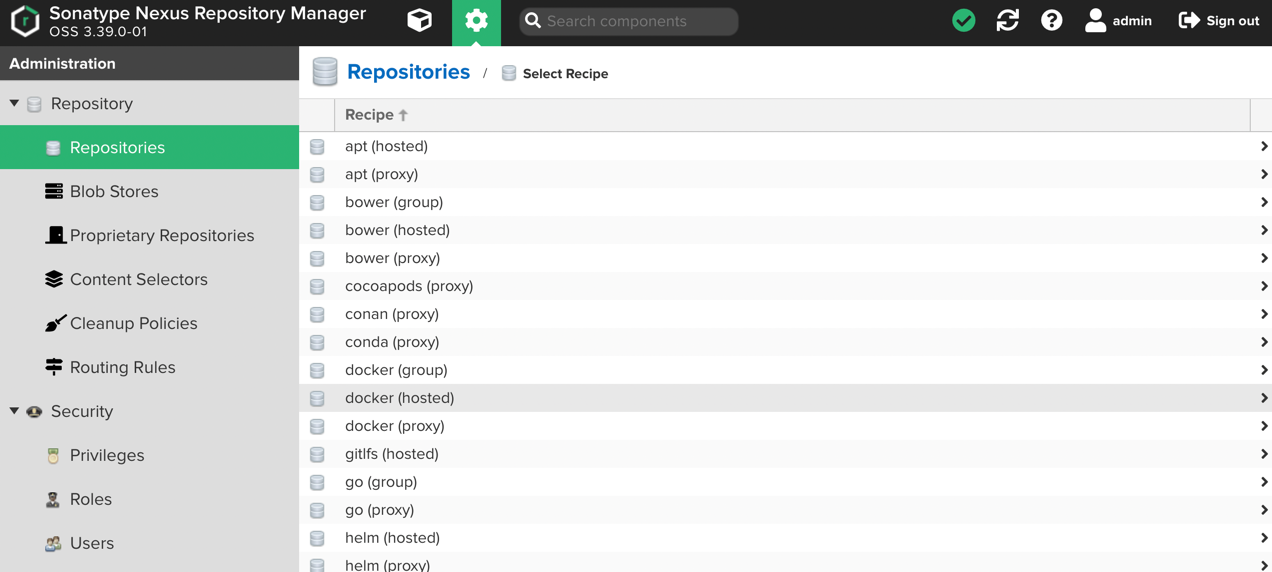 Sonatype Nexus Repository Manager
OSS 3.39.0-01
Search components
admin
Sign out
Administration
Repository
Repositories
Blob Stores
Proprietary Repositories
Content Selectors
Cleanup Policies
Routing Rules
Security
Privileges
Roles
Users
Repositories / Select Recipe
Recipe
apt (hosted)
apt (proxy)
bower (group)
bower (hosted)
bower (proxy)
cocoapods (proxy)
conan (proxy)
conda (proxy)
docker (group)
docker (hosted)
docker (proxy)
gitlfs (hosted)
go (group)
go (proxy)
helm (hosted)
helm (proxy)